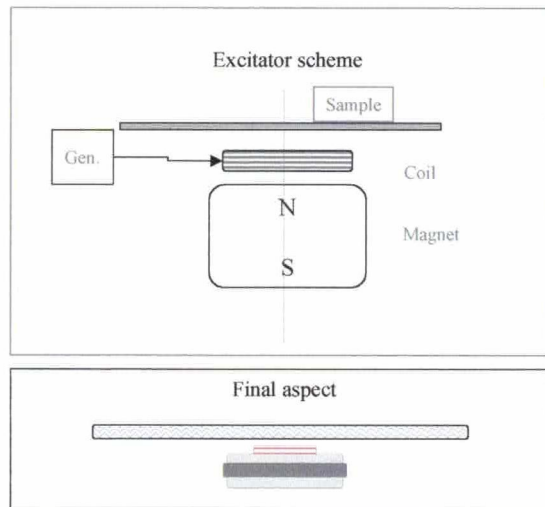 Excitator scheme
Sample
Gen.
Coil
N
Magnet
S
Final aspect